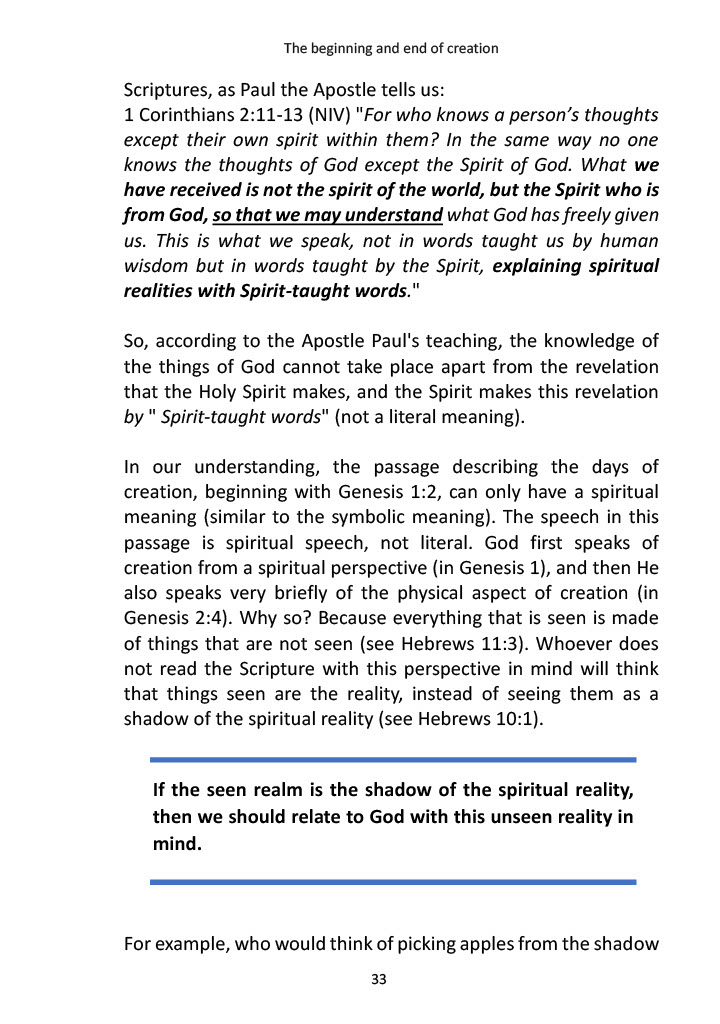 The beginning and end of creation
Scriptures, as Paul the Apostle tells us:
1 Corinthians 2:11-13 (NIV) "For who knows a person’s thoughts
except their own spirit within them? In the same way no one
knows the thoughts of God except the Spirit of God. What we
have received is not the spirit of the world, but the Spirit who is
from God, so that we may understand what God has freely given
us. This is what we speak, not in words taught us by human
wisdom but in words taught by the Spirit, explaining spiritual
realities with Spirit-taught words."
So, according to the Apostle Paul's teaching, the knowledge of
the things of God cannot take place apart from the revelation
that the Holy Spirit makes, and the Spirit makes this revelation
by " Spirit-taught words" (not a literal meaning).
In our understanding, the passage describing the days of
creation, beginning with Genesis 1:2, can only have a spiritual
meaning (similar to the symbolic meaning). The speech in this
passage is spiritual speech, not literal. God first speaks of
creation from a spiritual perspective (in Genesis 1), and then He
also speaks very briefly of the physical aspect of creation (in
Genesis 2:4). Why so? Because everything that is seen is made
of things that are not seen (see Hebrews 11:3). Whoever does
not read the Scripture with this perspective in mind will think
that things seen are the reality, instead of seeing them as a
shadow of the spiritual reality (see Hebrews 10:1).
If the seen realm is the shadow of the spiritual reality,
then we should relate to God with this unseen reality in
mind.
For example, who would think of picking apples from the shadow
33